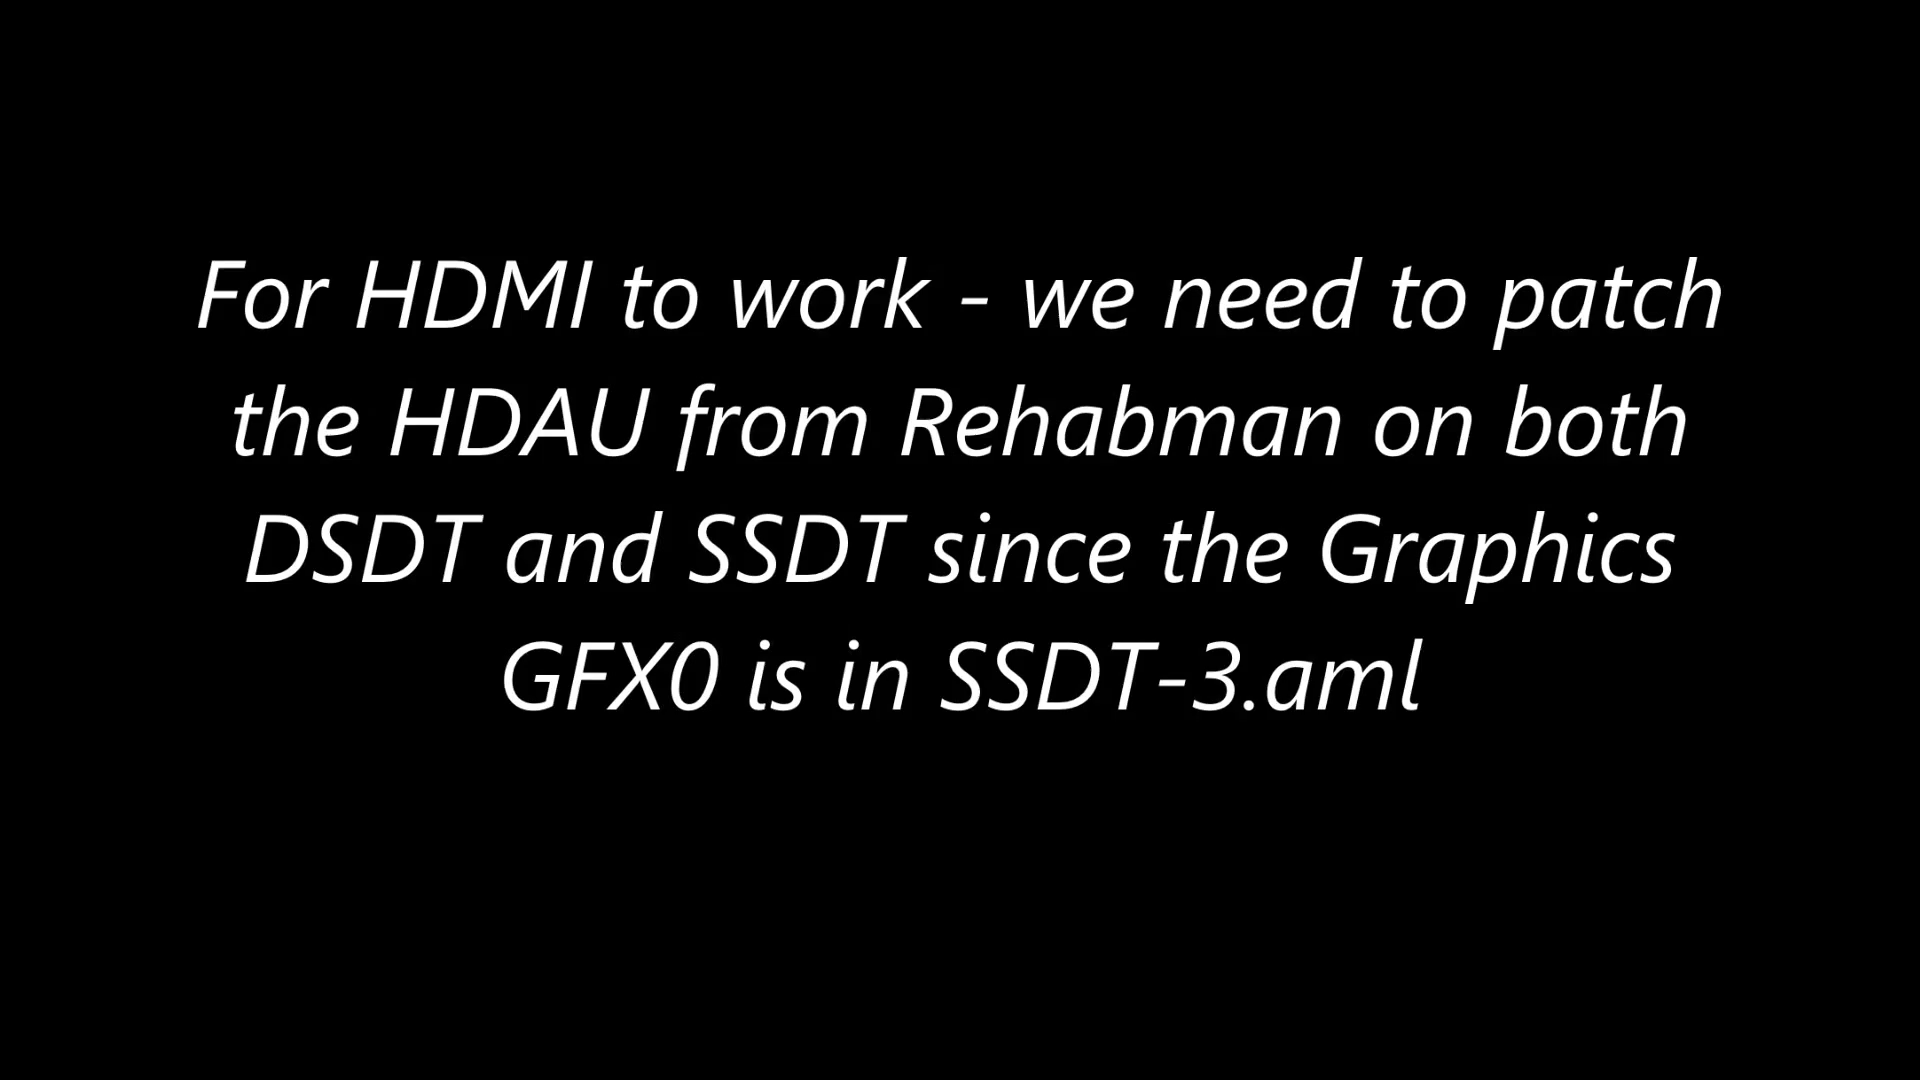 For HDMI to work - we need to patch
the HDAU from Rehabman on both
DSDT and SSDT since the Graphics
GFX0 is in SSDT-3.aml